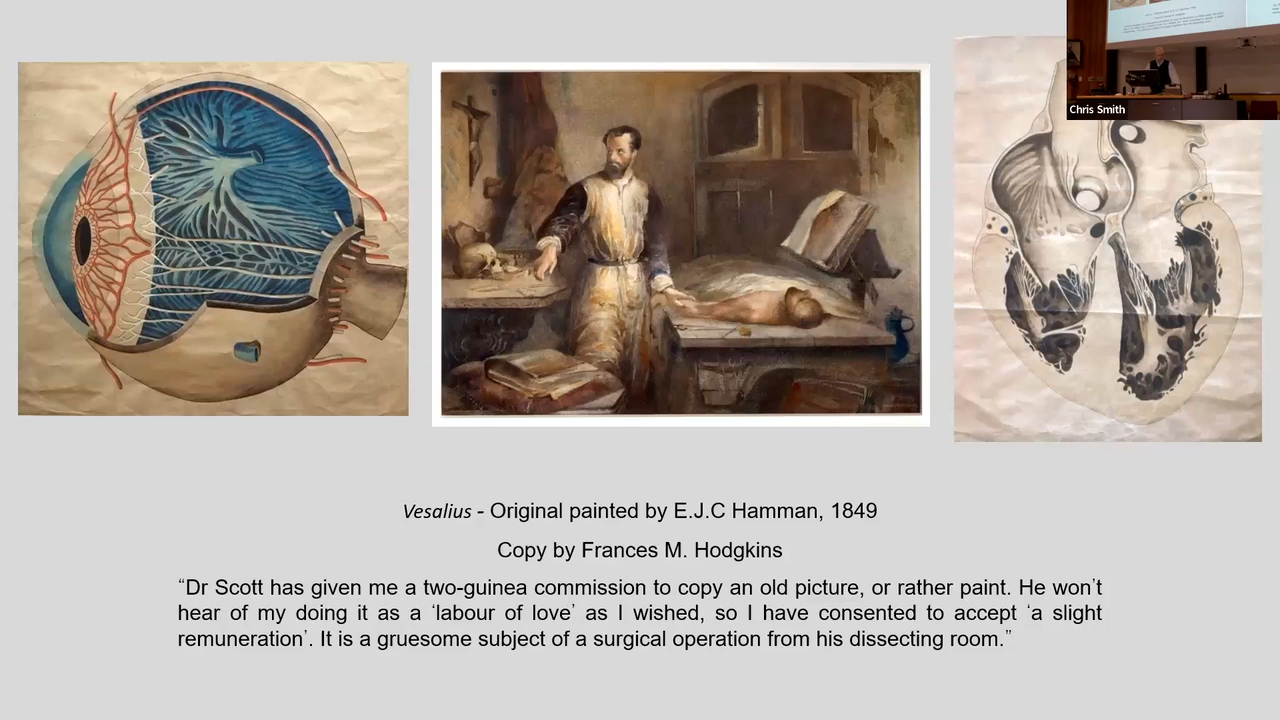 Chris Smith
Vesalius - Original painted by E.J.C Hamman, 1849
Copy by Frances M. Hodgkins
“Dr Scott has given me a two-guinea commission to copy an old picture, or rather paint. He won’t
hear of my doing it as a ‘labour of love’ as I wished, so I have consented to accept ‘a slight
remuneration’. It is a gruesome subject of a surgical operation from his dissecting room.”